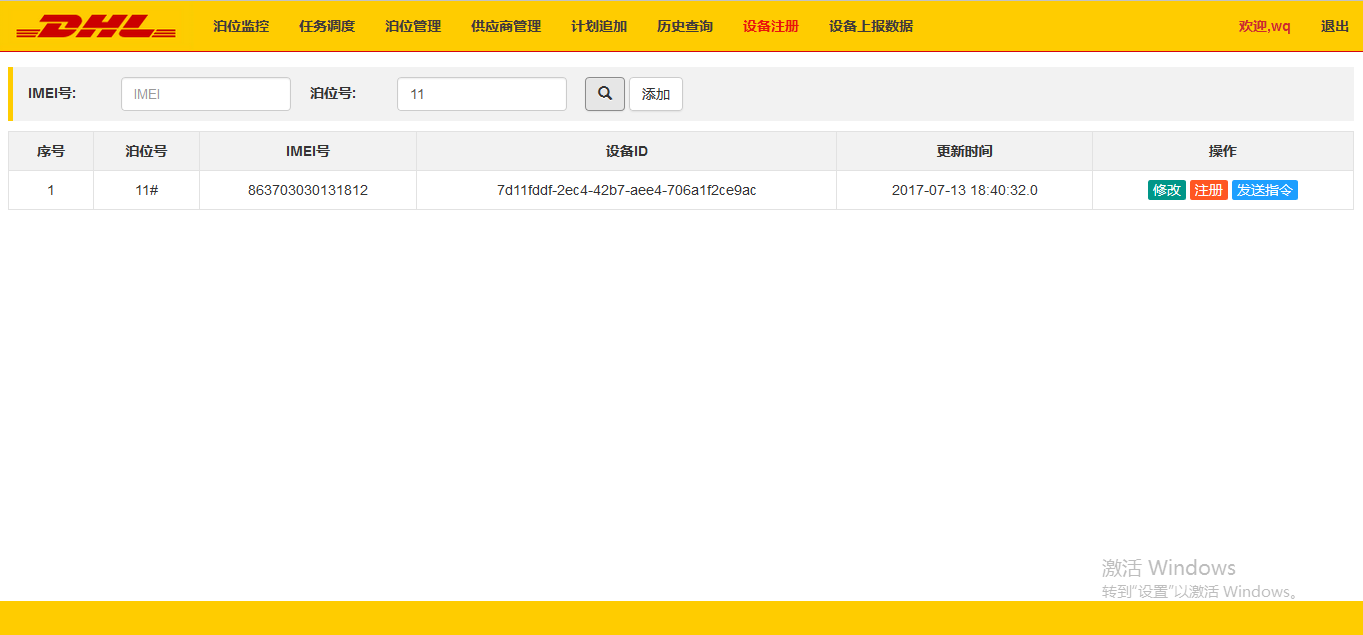 DHL 泊位监控 任务调度 泊位管理 供应商管理 计划追加 历史查询 设备注册 设备上报数据 欢迎,wq 退出
IMEI号: IMEI 泊位号: 11 添加
序号 泊位号 IMEI号 设备ID 更新时间 操作
1 11# 863703030131812 7d11fddf-2ec4-42b7-aee4-706a1f2ce9ac 2017-07-13 18:40:32.0 修改 注册 发送指令
激活 Windows
转到“设置”以激活 Windows。